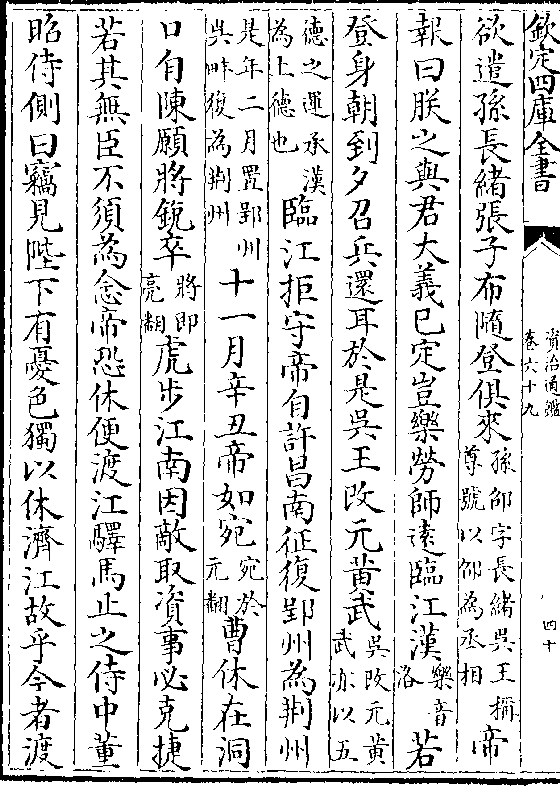 欽定四庫全書
資治通鑑
卷六十九
四十
欲遣孫長緒張子布隨登俱來孫邵字長緒吳王稱尊號以邵為丞相帝
報曰朕之與君大義已定豈樂勞師遠臨江漢樂音洛若
登身朝到夕召兵還耳於是吳王改元黃武吳改元黃武亦以五
德之運承漢為土德也臨江拒守帝自許昌南征復郢州為荆州
是年二月置郢州吳畔復為荆州十一月辛丑帝如宛宛於元翻曹休在洞
口自陳願將銳卒將即亮翻虎步江南因敵取資事必克捷
若其無臣不須為念帝恐休便渡江驛馬止之侍中董
昭侍側曰竊見陛下有憂色獨以休濟江故乎今者渡